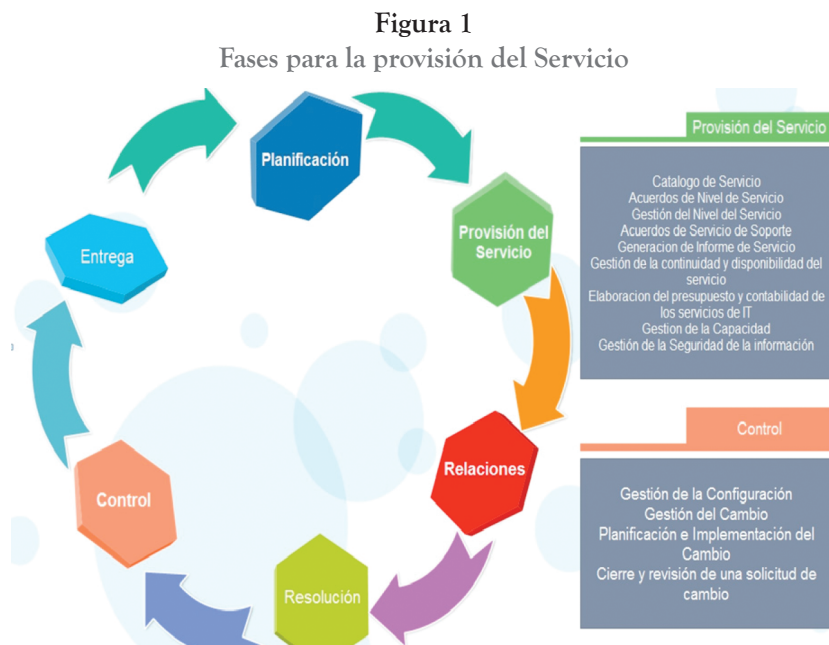 Figura 1
Fases para la provisión del Servicio
Planificación
Provisión del
Servicio
Relaciones
Resolución
Control
Entrega
Provisión del Servicio
Catalogo de Servicio
Acuerdos de Nivel de Servicio
Gestión del Nivel del Servicio
Acuerdos de Servicio de Soporte
Generacion de Informe de Servicio
Gestión de la continuidad y disponibilidad del
servicio
Elaboracion del presupuesto y contabilidad de
los servicios de IT
Gestion de la Capacidad
Gestión de la Seguridad de la información
Control
Gestión de la Configuración
Gestión del Cambio
Planificación e Implementación del
Cambio
Cierre y revisión de una solicitud de
cambio